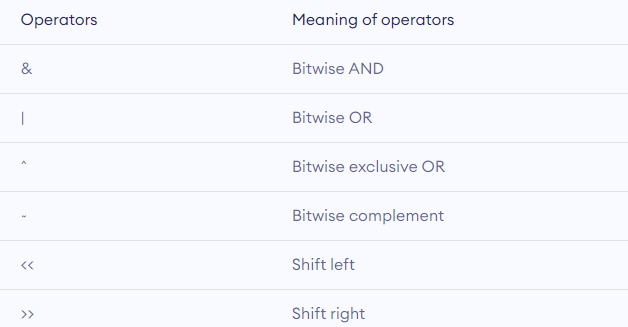 Operators Meaning of operators
& Bitwise AND
| Bitwise OR
^ Bitwise exclusive OR
~ Bitwise complement
<< Shift left
>> Shift right